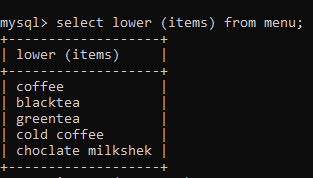 mysql> select lower (items) from menu;
+-------------------+
| lower (items)     |
+-------------------+
| coffee            |
| blacktea          |
| greentea          |
| cold coffee       |
| choclate milkshek |
+-------------------+